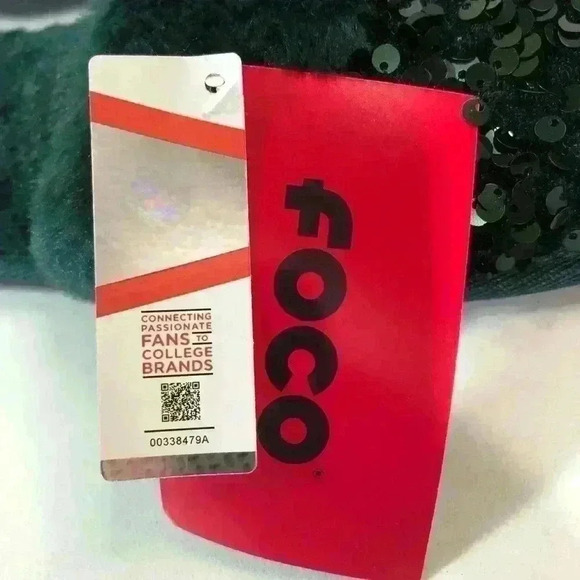 CONNECTING
PASSIONATE
FANS TO
COLLEGE
BRANDS
00338479A
FOCO